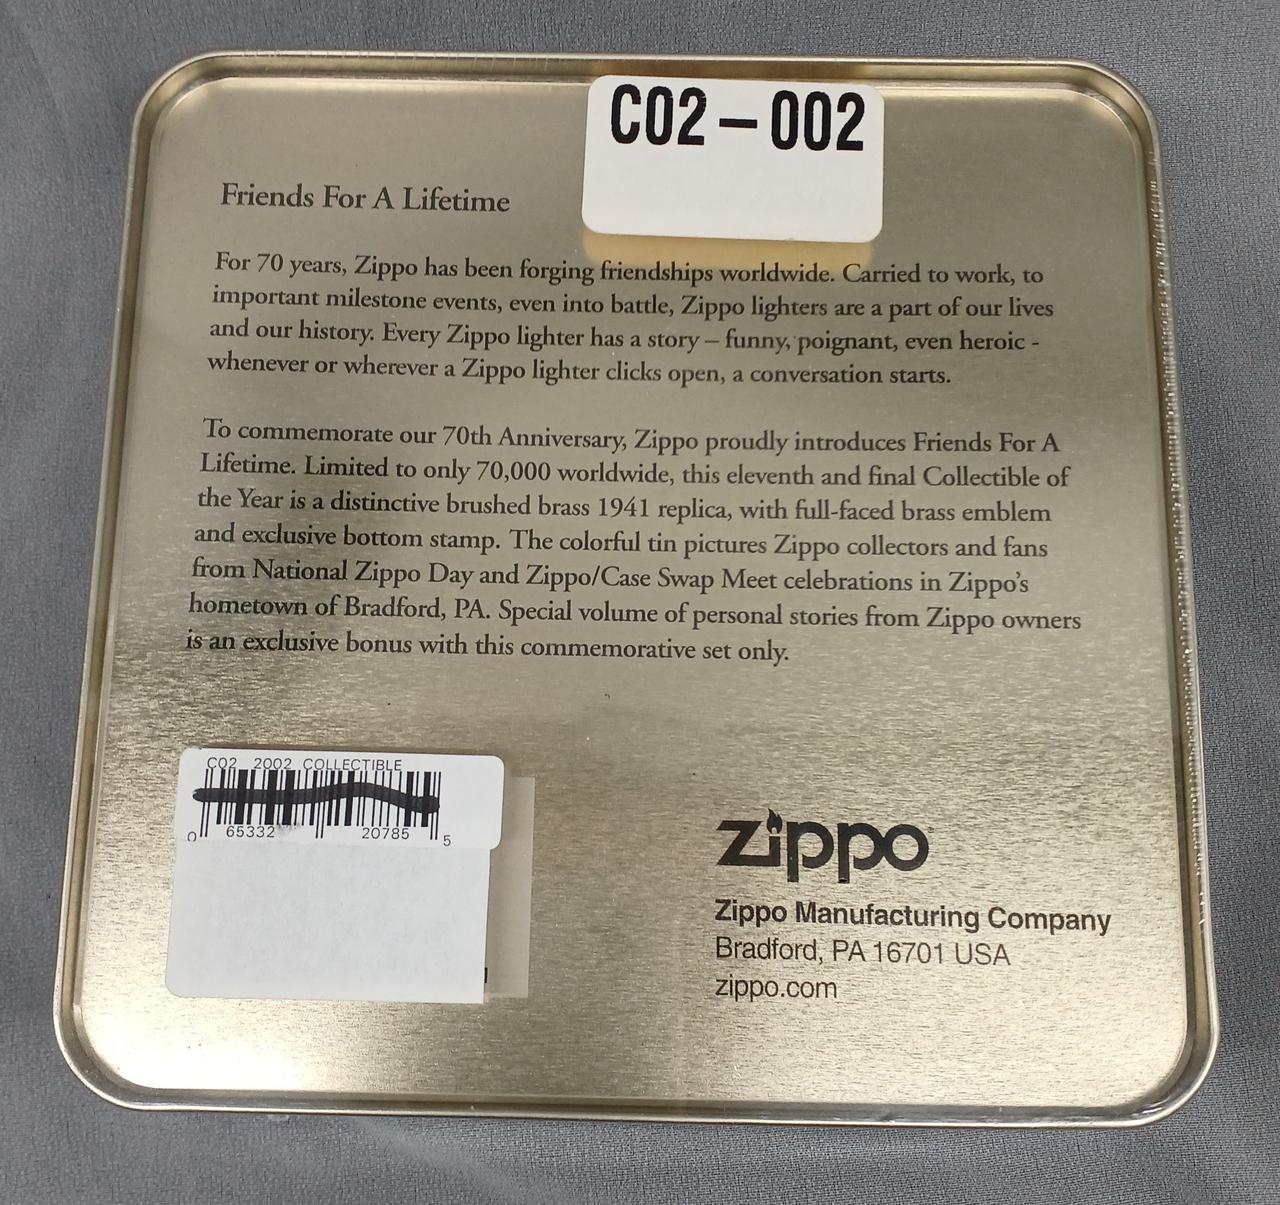 C02-002
Friends For A Lifetime
For 70 years, Zippo has been forging friendships worldwide. Carried to work, to
important milestone events, even into battle, Zippo lighters are a part of our lives
and our history. Every Zippo lighter has a story – funny, poignant, even heroic -
whenever or wherever a Zippo lighter clicks open, a conversation starts.
To commemorate our 70th Anniversary, Zippo proudly introduces Friends For A
Lifetime. Limited to only 70,000 worldwide, this eleventh and final Collectible of
the Year is a distinctive brushed brass 1941 replica, with full-faced brass emblem
and exclusive bottom stamp. The colorful tin pictures Zippo collectors and fans
from National Zippo Day and Zippo/Case Swap Meet celebrations in Zippo's
hometown of Bradford, PA. Special volume of personal stories from Zippo owners
is an exclusive bonus with this commemorative set only.
C02 2002 COLLECTIBLE
0 65332 20785 5
zippo
Zippo Manufacturing Company
Bradford, PA 16701 USA
zippo.com